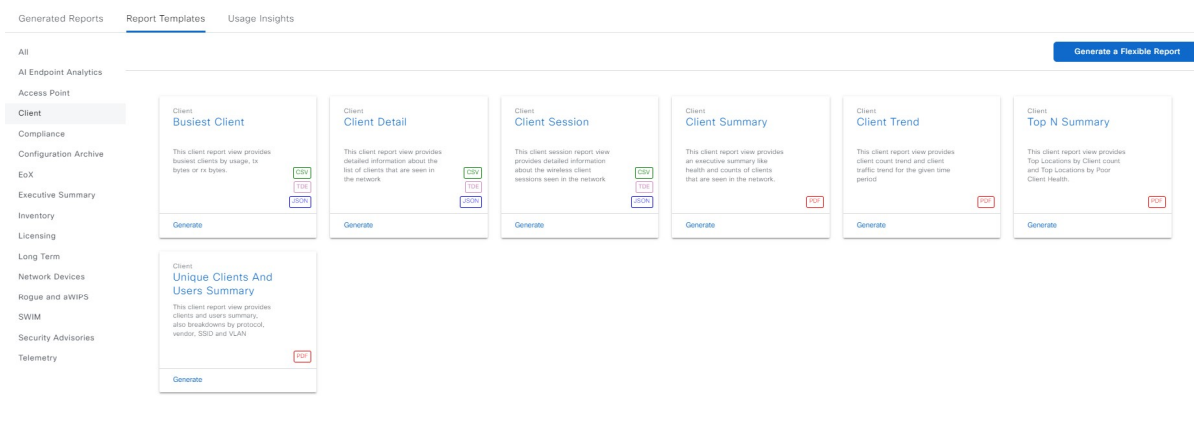 Generated Reports
Report Templates
Usage Insights
All
AI Endpoint Analytics
Access Point
Client
Compliance
Configuration Archive
EoX
Executive Summary
Inventory
Licensing
Long Term
Network Devices
Rogue and aWIPS
SWIM
Security Advisories
Telemetry
Generate a Flexible Report
Client
Busiest Client
This client report view provides
busiest clients by usage, tx
bytes or rx bytes.
CSV
TDE
JSON
Generate
Client
Client Detail
This client report view provides
detailed information about the
list of clients that are seen in
the network
CSV
TDE
JSON
Generate
Client
Client Session
This client session report view
provides detailed information
about the wireless client
sessions seen in the network
CSV
TDE
JSON
Generate
Client
Client Summary
This client report view provides
an executive summary like
health and counts of clients
that are seen in the network.
PDF
Generate
Client
Client Trend
This client report view provides
client count trend and client
traffic trend for the given time
period
PDF
Generate
Client
Top N Summary
This client report view provides
Top Locations by Client count
and Top Locations by Poor
Client Health.
PDF
Generate
Client
Unique Clients And
Users Summary
This client report view provides
clients and users summary,
also breakdowns by protocol,
vendor, SSID and VLAN
PDF
Generate